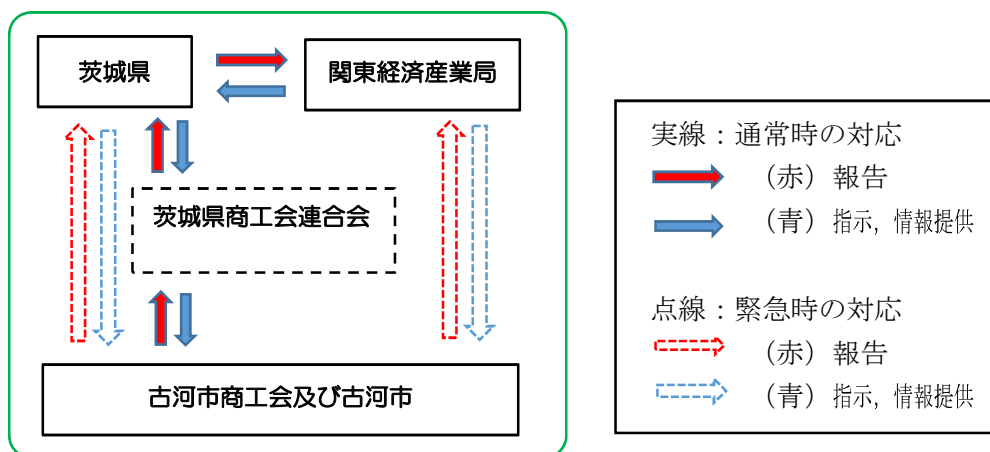 茨城県
関東経済産業局
茨城県商工会連合会
古河市商工会及び古河市
実線：通常時の対応
（赤）報告
（青）指示，情報提供
点線：緊急時の対応
（赤）報告
（青）指示，情報提供